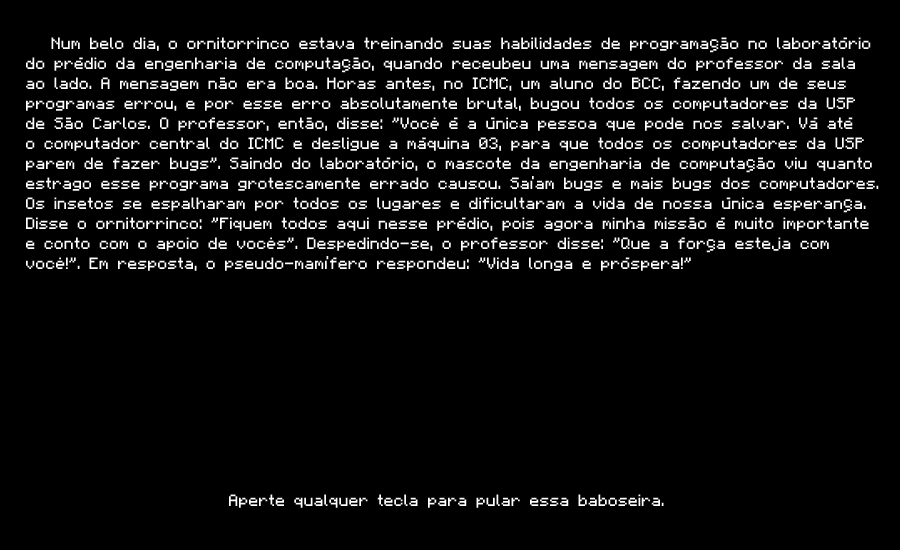 Num belo dia, o ornitorrinco estava treinando suas habilidades de programação no laboratório
do prédio da engenharia de computação, quando receubeu uma mensagem do professor da sala
ao lado. A mensagem não era boa. Horas antes, no ICMC, um aluno do BCC, fazendo um de seus
programas errou, e por esse erro absolutamente brutal, bugou todos os computadores da USP
de São Carlos. O professor, então, disse: "Você é a única pessoa que pode nos salvar. Vá até
o computador central do ICMC e desligue a máquina 03, para que todos os computadores da USP
parem de fazer bugs". Saindo do laboratório, o mascote da engenharia de computação viu quanto
estrago esse programa grotescamente errado causou. Saíam bugs e mais bugs dos computadores.
Os insetos se espalharam por todos os lugares e dificultaram a vida de nossa única esperança.
Disse o ornitorrinco: "Fiquem todos aqui nesse prédio, pois agora minha missão é muito importante
e conto com o apoio de vocês". Despedindo-se, o professor disse: "Que a força esteja com
você!". Em resposta, o pseudo-mamífero respondeu: "Vida longa e próspera!"
Aperte qualquer tecla para pular essa baboseira.